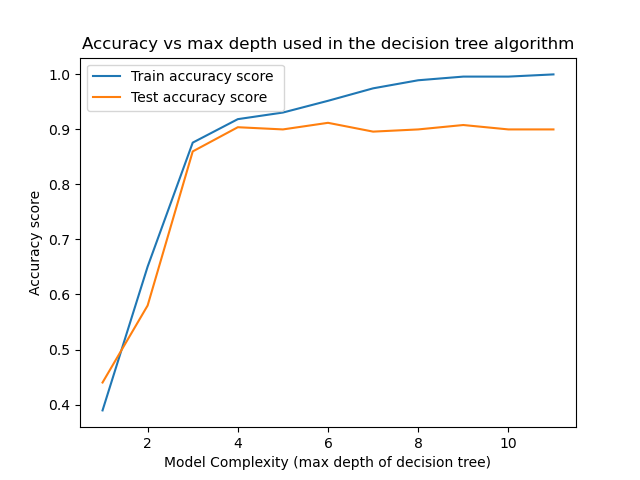 Accuracy vs max depth used in the decision tree algorithm
Train accuracy score
Test accuracy score
1.0
0.9
0.8
0.7
0.6
0.5
0.4
Accuracy score
2 4 6 8 10
Model Complexity (max depth of decision tree)